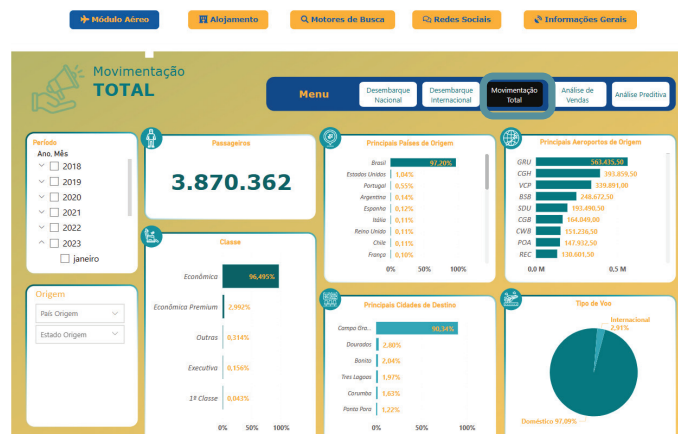 Módulo Aéreo
Alojamento
Motores de Busca
Redes Sociais
Informações Gerais
Movimentação
TOTAL
Menu
Desembarque
Nacional
Desembarque
Internacional
Movimentação
Total
Análise de
Vendas
Análise Preditiva
Período
Ano, Mês
2018
2019
2020
2021
2022
2023
janeiro
Origem
País Origem
Estado Origem
Passageiros
3.870.362
Classe
Econômica 96,495%
Econômica Premium 2,992%
Outras 0,314%
Executiva 0,156%
1ª Classe 0,043%
0% 50% 100%
Principais Países de Origem
Brasil 97,20%
Estados Unidos 1,04%
Portugal 0,55%
Argentina 0,14%
Espanha 0,12%
Itália 0,11%
Reino Unido 0,11%
Chile 0,11%
França 0,10%
0% 50% 100%
Principais Cidades de Destino
Campo Gra... 90,34%
Dourados 2,80%
Bonito 2,04%
Tres Lagoas 1,97%
Corumba 1,63%
Ponta Pora 1,22%
0% 50% 100%
Principais Aeroportos de Origem
GRU 563.435,50
CGH 393.859,50
VCP 339.891,00
BSB 248.672,50
SDU 193.490,50
CGB 164.049,00
CWB 151.236,50
POA 147.932,50
REC 130.601,50
0,0 M 0,5 M
Tipo de Voo
Internacional
2,91%
Doméstico 97,09%